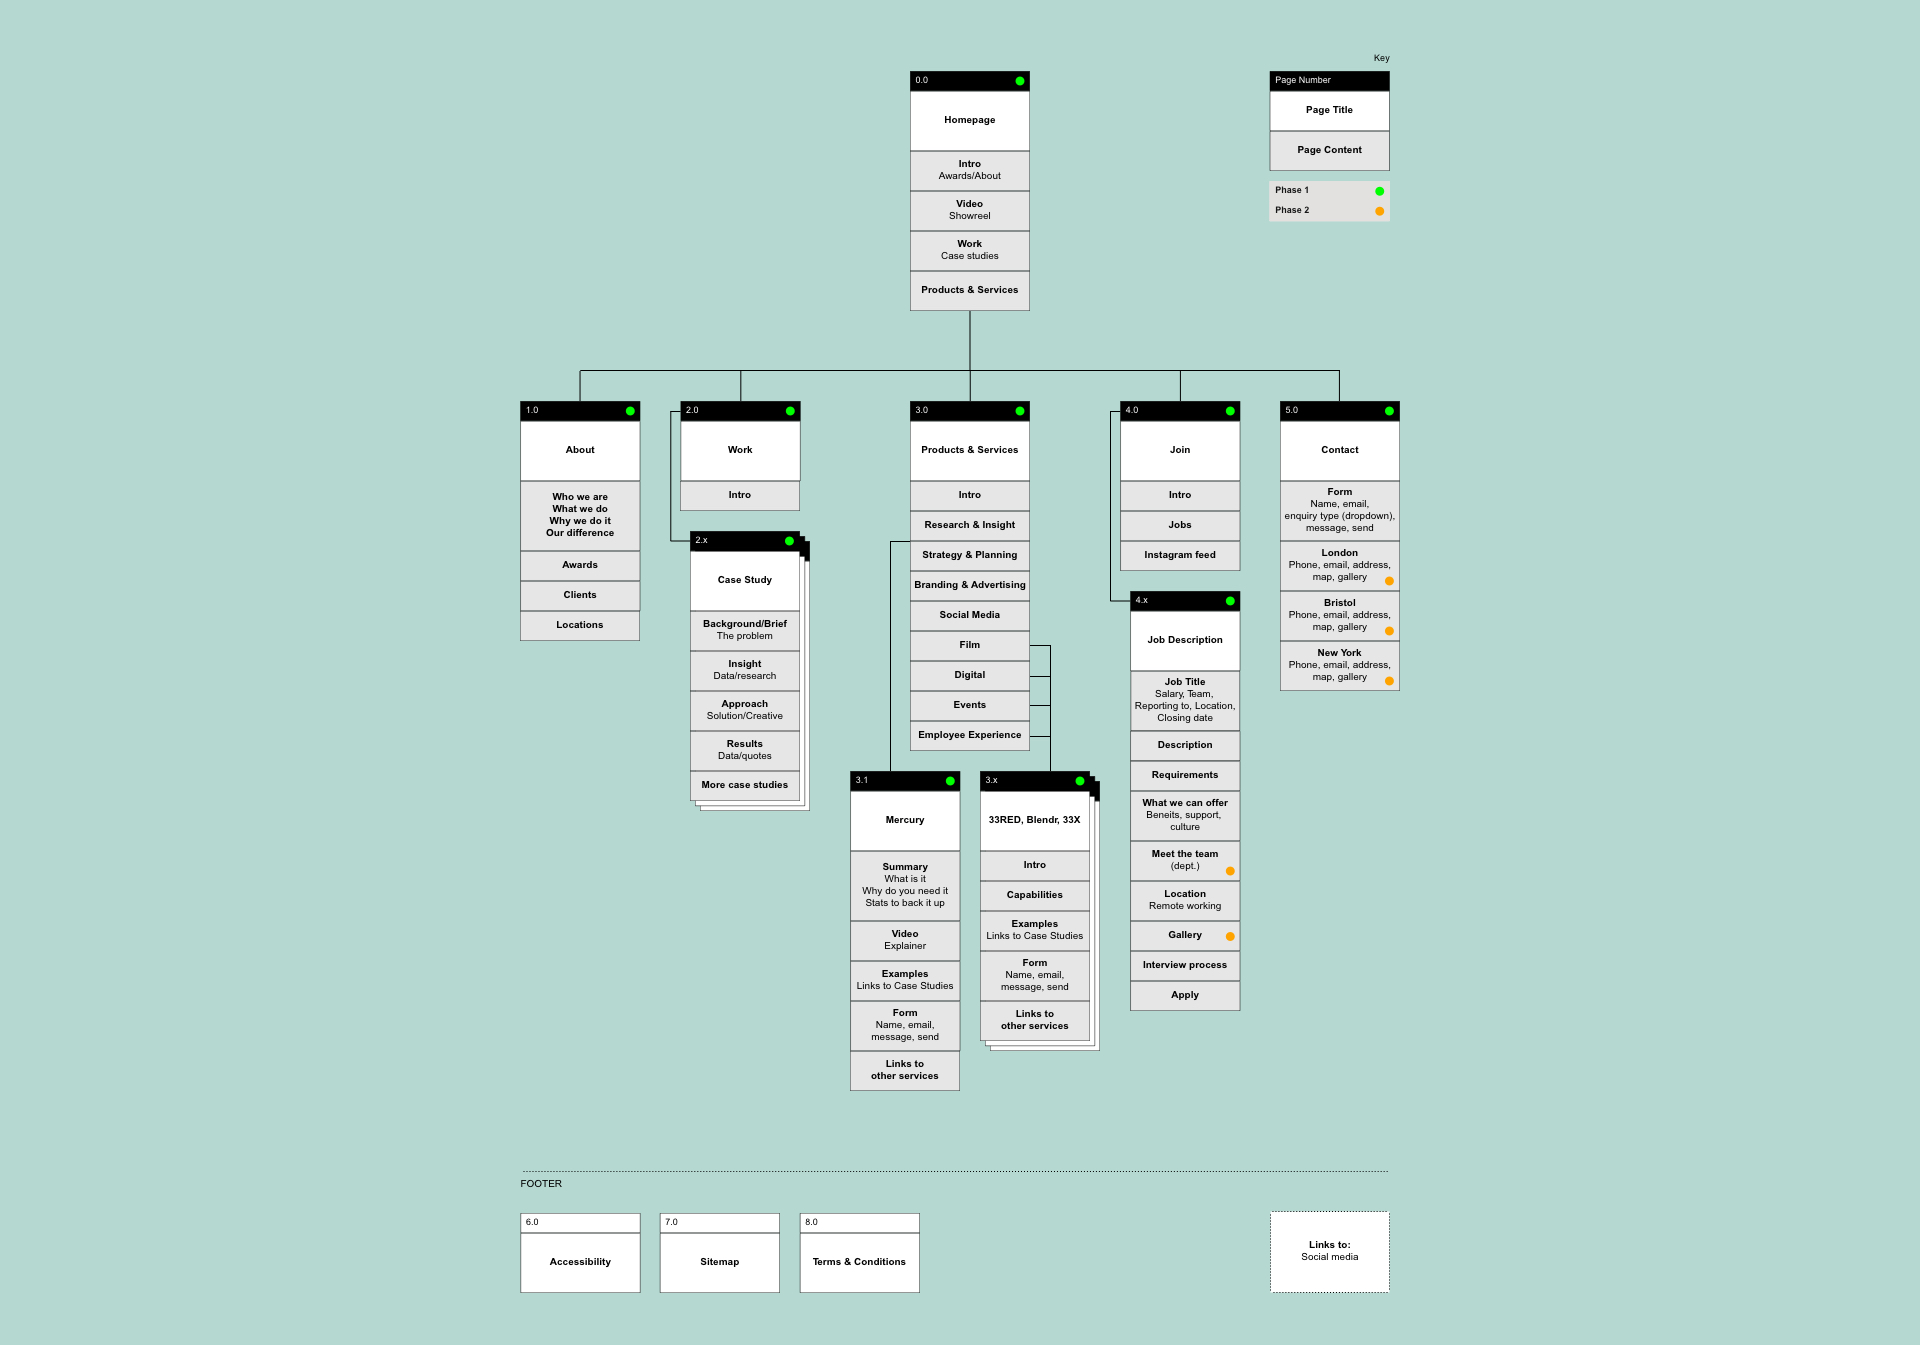 Key
Page Number
Page Title
Page Content
Phase 1
Phase 2
0.0
Homepage
Intro
Awards/About
Video
Showreel
Work
Case studies
Products & Services
1.0
About
Who we are
What we do
Why we do it
Our difference
Awards
Clients
Locations
2.0
Work
Intro
2.x
Case Study
Background/Brief
The problem
Insight
Data/research
Approach
Solution/Creative
Results
Data/quotes
More case studies
3.0
Products & Services
Intro
Research & Insight
Strategy & Planning
Branding & Advertising
Social Media
Film
Digital
Events
Employee Experience
3.1
Mercury
Summary
What is it
Why do you need it
Stats to back it up
Video
Explainer
Examples
Links to Case Studies
Form
Name, email,
message, send
Links to
other services
3.x
33RED, Blendr, 33X
Intro
Capabilities
Examples
Links to Case Studies
Form
Name, email,
message, send
Links to
other services
4.0
Join
Intro
Jobs
Instagram feed
4.x
Job Description
Job Title
Salary, Team,
Reporting to, Location,
Closing date
Description
Requirements
What we can offer
Beneits, support,
culture
Meet the team
(dept.)
Location
Remote working
Gallery
Interview process
Apply
5.0
Contact
Form
Name, email,
enquiry type (dropdown),
message, send
London
Phone, email, address,
map, gallery
Bristol
Phone, email, address,
map, gallery
New York
Phone, email, address,
map, gallery
FOOTER
6.0
Accessibility
7.0
Sitemap
8.0
Terms & Conditions
Links to:
Social media